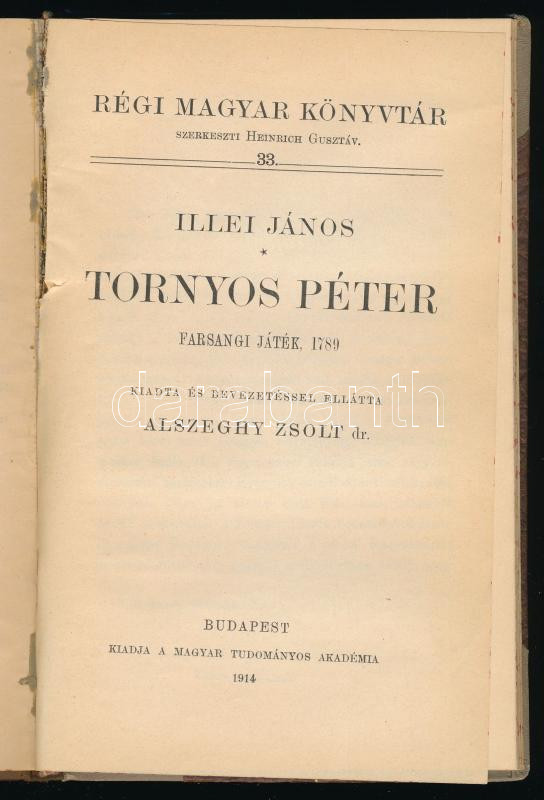 RÉGI MAGYAR KÖNYVTÁR
SZERKESZTI HEINRICH GUSZTÁV.
33.
ILLEI JÁNOS
*
TORNYOS PÉTER
FARSANGI JÁTÉK, 1789
KIADTA ÉS BEVEZETÉSSEL ELLÁTTA
darabanth
ALSZEGHY ZSOLT dr.
BUDAPEST
KIADJA A MAGYAR TUDOMÁNYOS AKADÉMIA
1914